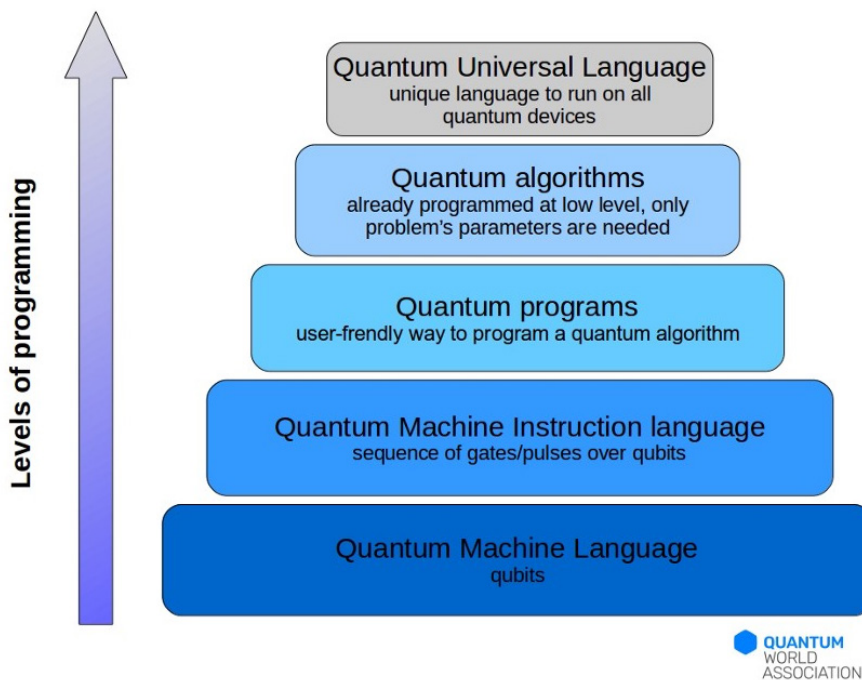 Levels of programming
Quantum Universal Language
unique language to run on all
quantum devices
Quantum algorithms
already programmed at low level, only
problem's parameters are needed
Quantum programs
user-frendly way to program a quantum algorithm
Quantum Machine Instruction language
sequence of gates/pulses over qubits
Quantum Machine Language
qubits
QUANTUM
WORLD
ASSOCIATION